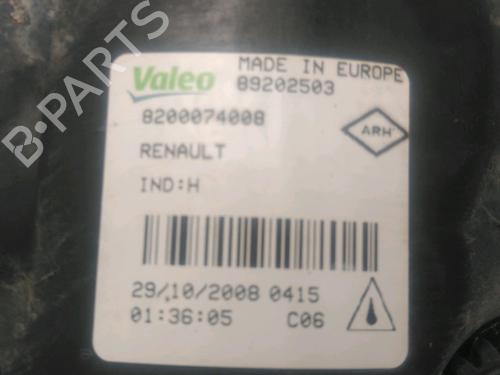 Valeo
MADE IN EUROPE
89202503
8200074008
ARH
RENAULT
IND:H
29/10/2008 0415
01:36:05 C06
B-PARTS